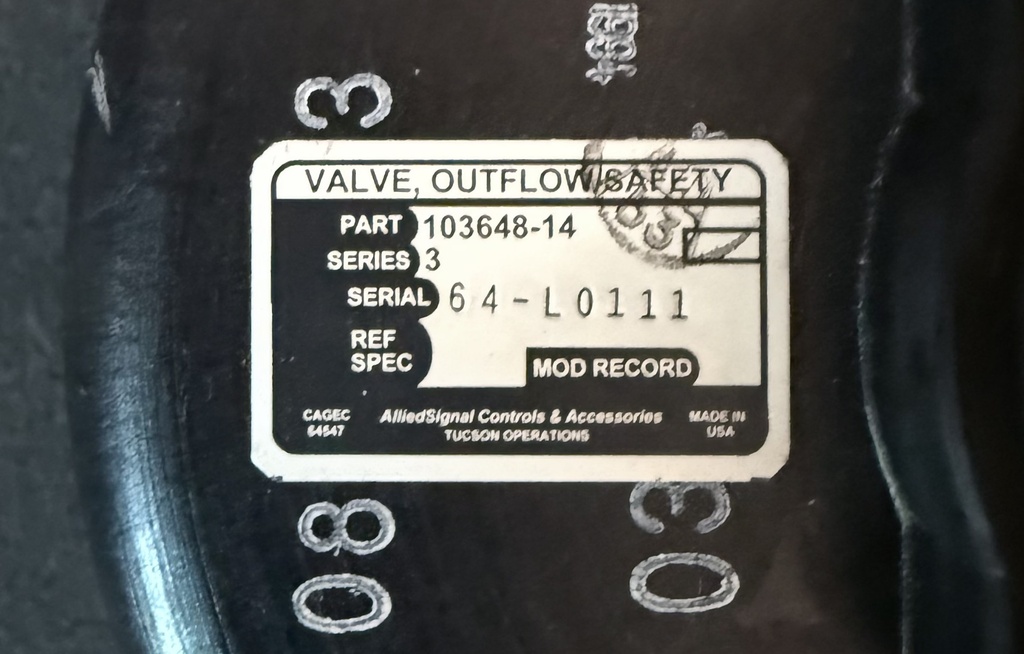 3
VALVE, OUTFLOW/SAFETY
PART 103648-14
SERIES 3
SERIAL 64-L0111
REF
SPEC
MOD RECORD
CAGEC
64547
AlliedSignal Controls & Accessories
TUCSON OPERATIONS
MADE IN
USA
08
03